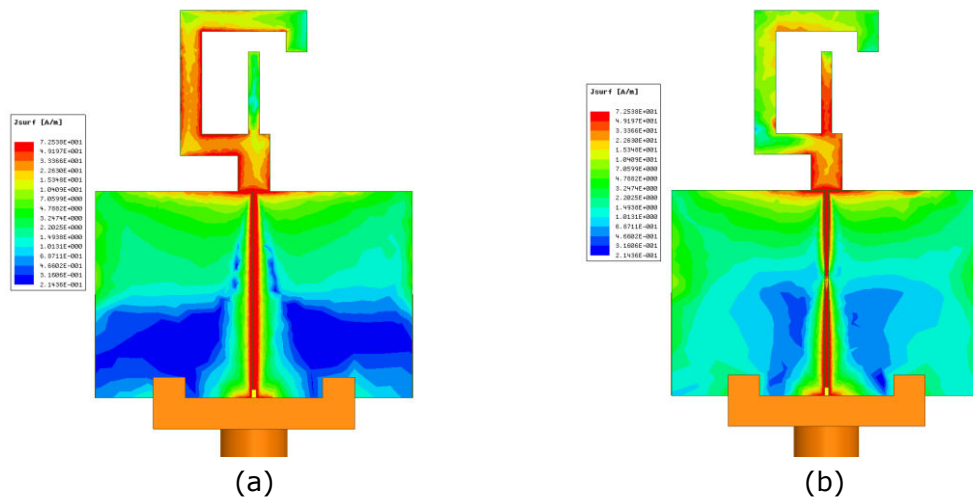 Jsurf [A/m]
7.2538E+001
4.9197E+001
3.3366E+001
2.2630E+001
1.5348E+001
1.0409E+001
7.0599E+000
4.7882E+000
3.2474E+000
2.2025E+000
1.4938E+000
1.0131E+000
6.8711E-001
4.6602E-001
3.1606E-001
2.1436E-001
(a)
Jsurf [A/m]
7.2538E+001
4.9197E+001
3.3366E+001
2.2630E+001
1.5348E+001
1.0409E+001
7.0599E+000
4.7882E+000
3.2474E+000
2.2025E+000
1.4938E+000
1.0131E+000
6.8711E-001
4.6602E-001
3.1606E-001
2.1436E-001
(b)